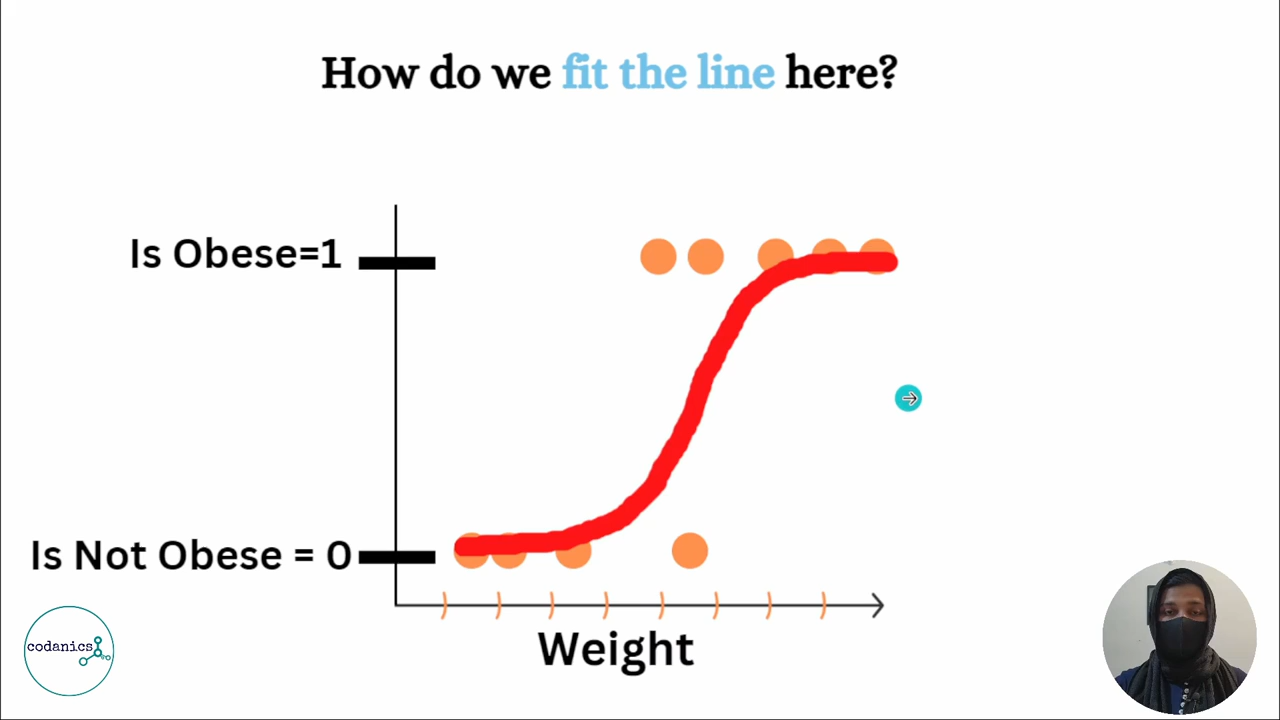 How do we fit the line here?
Is Obese=1
Is Not Obese = 0
Weight
codanics